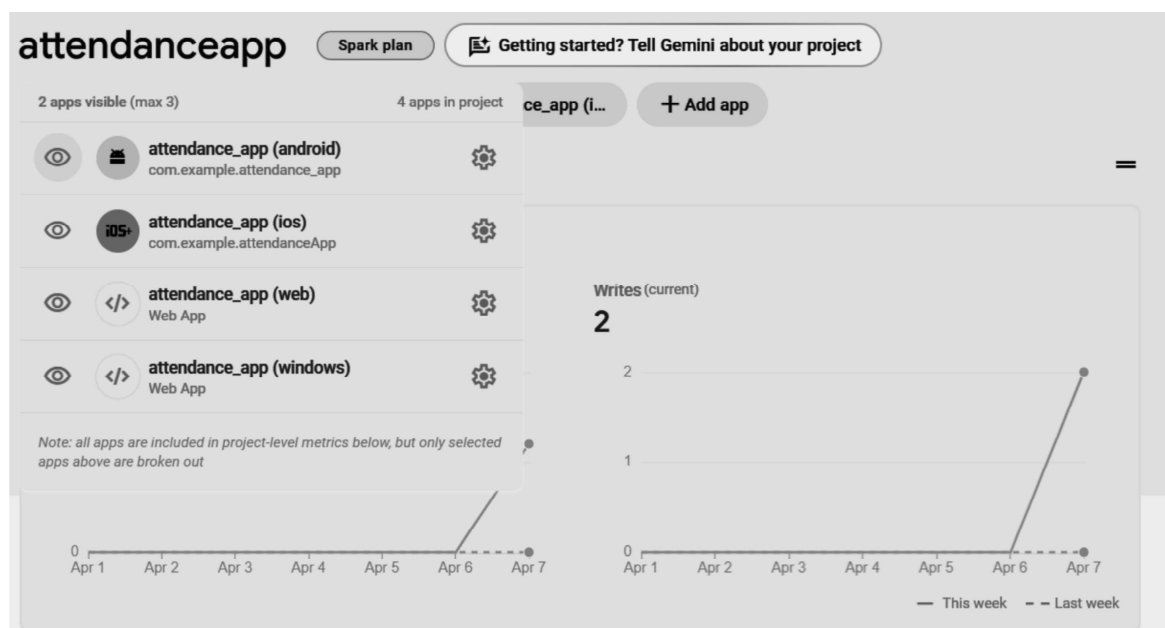 attendanceapp
Spark plan
Getting started? Tell Gemini about your project
2 apps visible (max 3)
4 apps in project
ce_app (i...
+ Add app
attendance_app (android)
com.example.attendance_app
iOS+
attendance_app (ios)
com.example.attendanceApp
</> attendance_app (web)
Web App
</> attendance_app (windows)
Web App
Note: all apps are included in project-level metrics below, but only selected
apps above are broken out
0
Apr 1 Apr 2 Apr 3 Apr 4 Apr 5 Apr 6 Apr 7
Writes (current)
2
2
1
0
Apr 1 Apr 2 Apr 3 Apr 4 Apr 5 Apr 6 Apr 7
This week
Last week